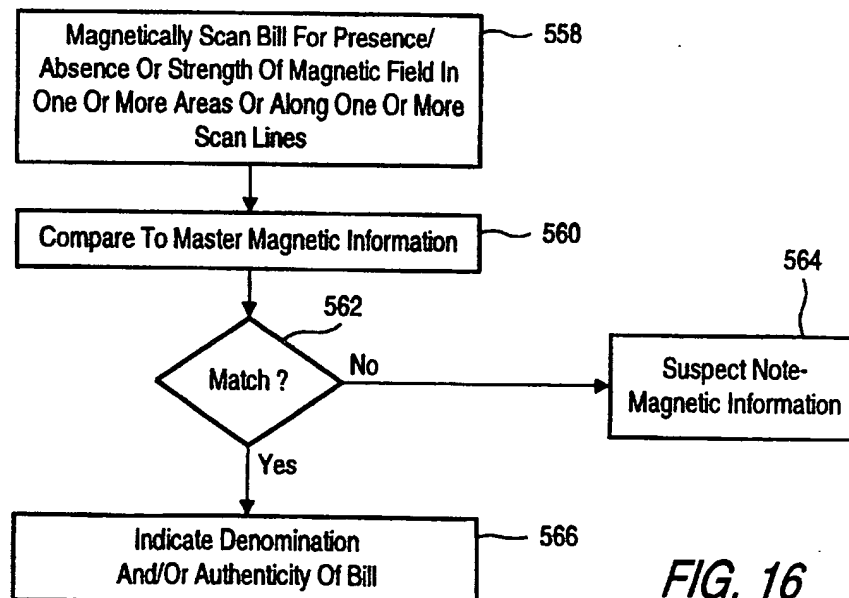 Magnetically Scan Bill For Presence/
Absence Or Strength Of Magnetic Field In
One Or More Areas Or Along One Or More
Scan Lines
558
Compare To Master Magnetic Information
560
562
Match ?
No
564
Suspect Note-
Magnetic Information
Yes
Indicate Denomination
And/Or Authenticity Of Bill
566
FIG. 16